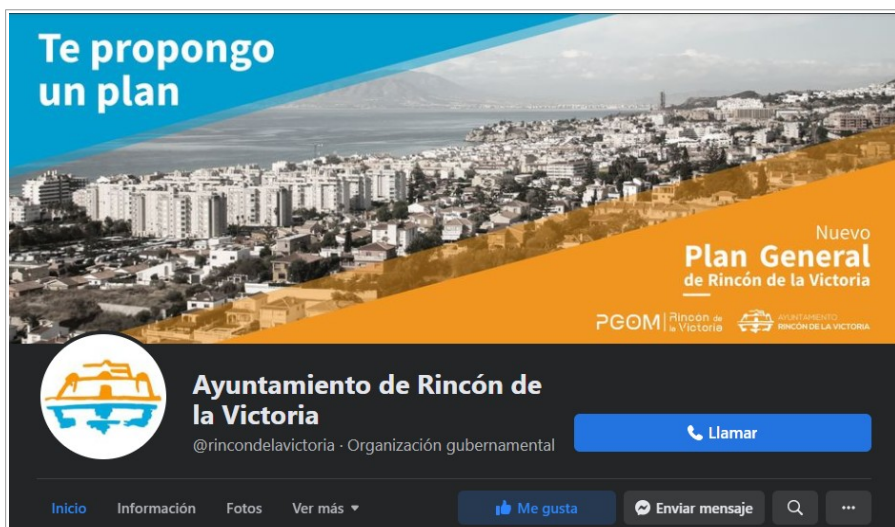 Te propongo
un plan
Nuevo
Plan General
de Rincón de la Victoria
PGOM Rincón de
la Victoria
AYUNTAMIENTO
RINCÓN DE LA VICTORIA
Ayuntamiento de Rincón de
la Victoria
@rincondelavictoria · Organización gubernamental
Llamar
Inicio Información Fotos Ver más Me gusta Enviar mensaje